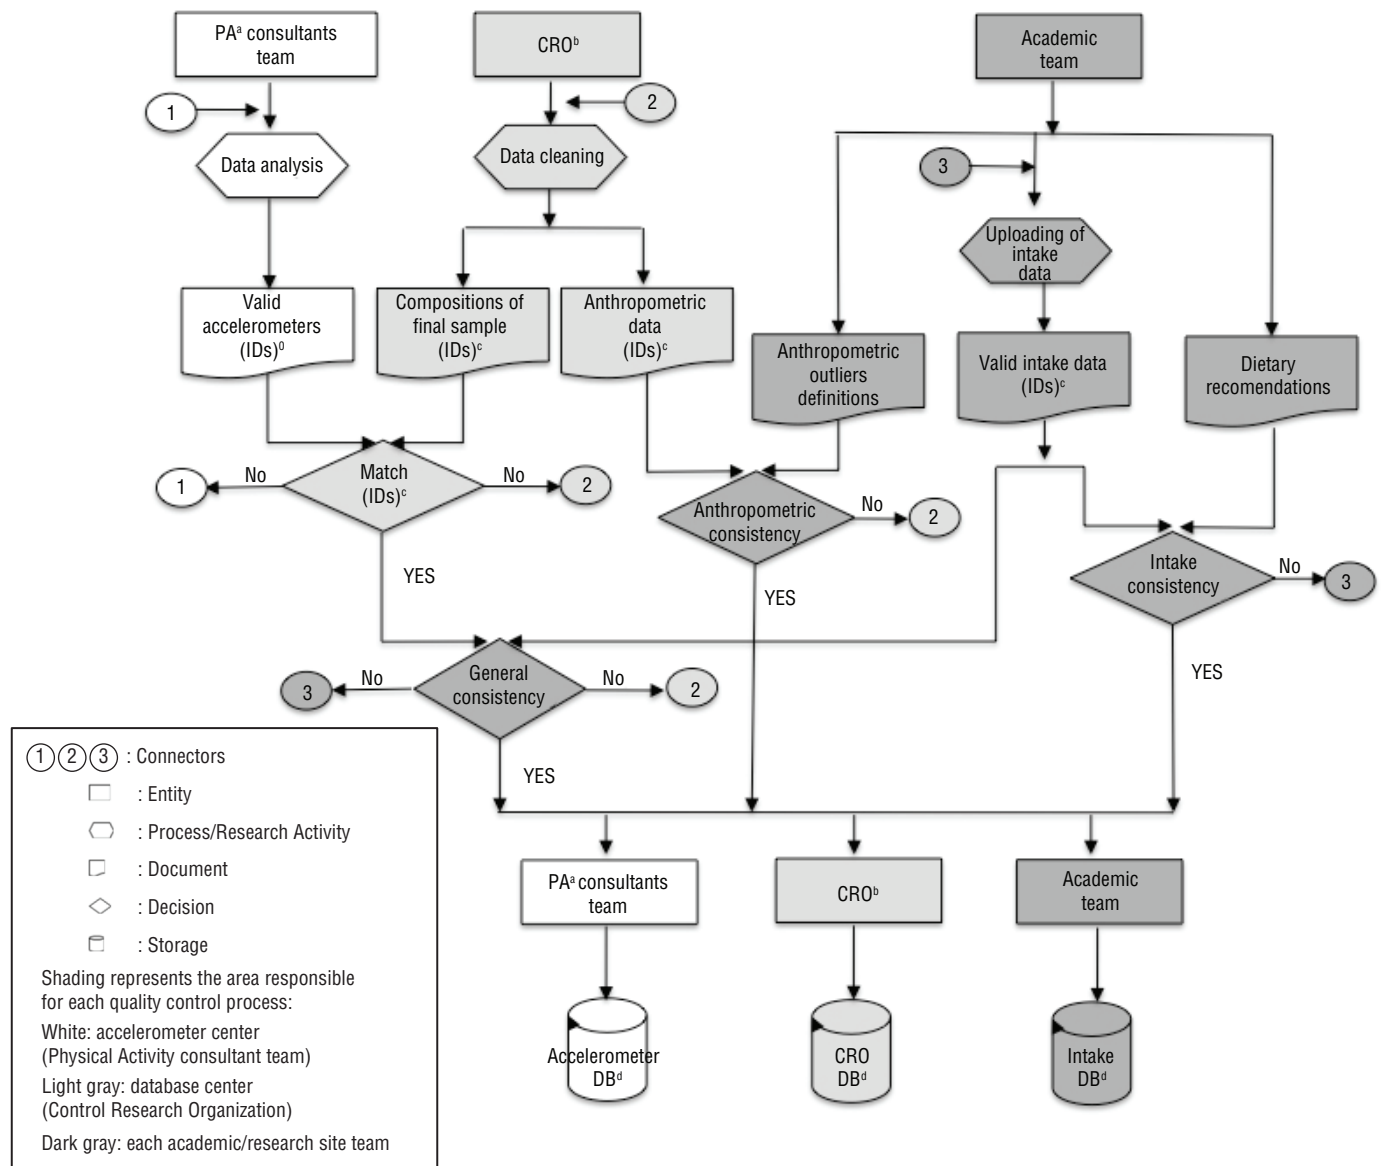 PAᵃ consultants
team
CROᵇ
Academic
team
1
2
Data analysis
Data cleaning
3
Uploading of
intake
data
Valid
accelerometers
(IDs)⁰
Compositions of
final sample
(IDs)ᶜ
Anthropometric
data
(IDs)ᶜ
Anthropometric
outliers
definitions
Valid intake data
(IDs)ᶜ
Dietary
recomendations
1
No
Match
(IDs)ᶜ
No
2
Anthropometric
consistency
No
2
Intake
consistency
No
3
YES
YES
YES
3
No
General
consistency
No
2
YES
1 2 3 : Connectors
: Entity
: Process/Research Activity
: Document
: Decision
: Storage
Shading represents the area responsible
for each quality control process:
White: accelerometer center
(Physical Activity consultant team)
Light gray: database center
(Control Research Organization)
Dark gray: each academic/research site team
PAᵃ consultants
team
CROᵇ
Academic
team
Accelerometer
DBᵈ
CRO
DBᵈ
Intake
DBᵈ